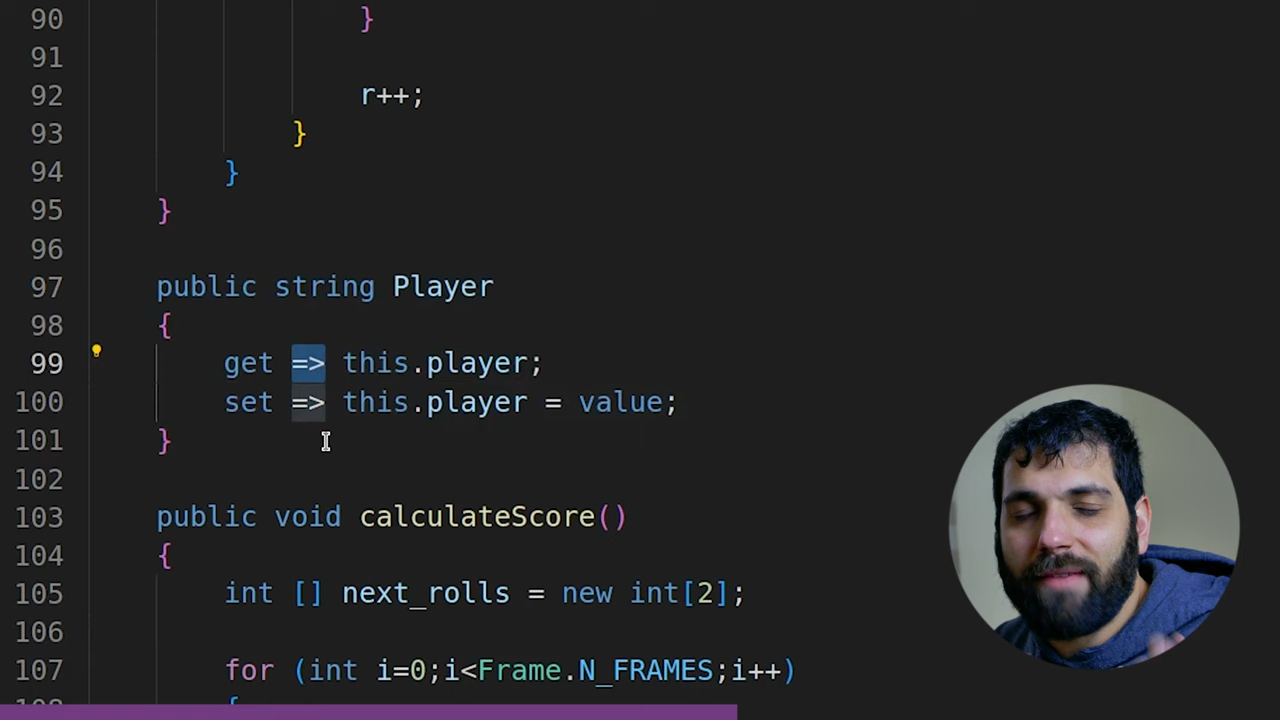 90 }
91
92 r++;
93 }
94 }
95 }
96
97 public string Player
98 {
99 get => this.player;
100 set => this.player = value;
101 }
102
103 public void calculateScore()
104 {
105 int [] next_rolls = new int[2];
106
107 for (int i=0;i<Frame.N_FRAMES;i++)
108 {